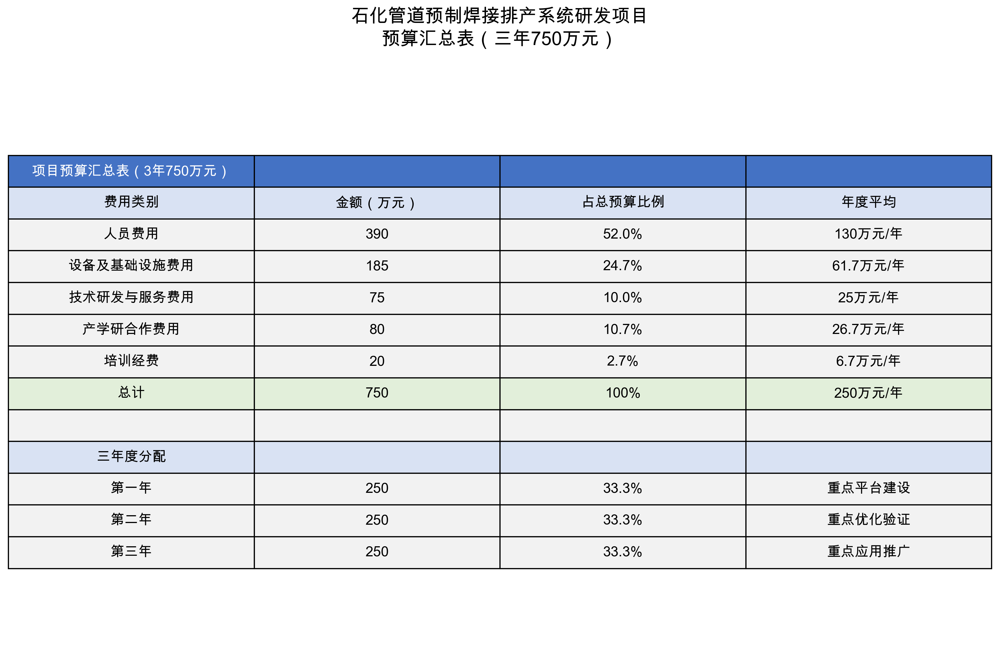 石化管道预制焊接排产系统研发项目
预算汇总表（三年750万元）
项目预算汇总表（3年750万元）
费用类别 金额（万元） 占总预算比例 年度平均
人员费用 390 52.0% 130万元/年
设备及基础设施费用 185 24.7% 61.7万元/年
技术研发与服务费用 75 10.0% 25万元/年
产学研合作费用 80 10.7% 26.7万元/年
培训经费 20 2.7% 6.7万元/年
总计 750 100% 250万元/年
三年度分配
第一年 250 33.3% 重点平台建设
第二年 250 33.3% 重点优化验证
第三年 250 33.3% 重点应用推广